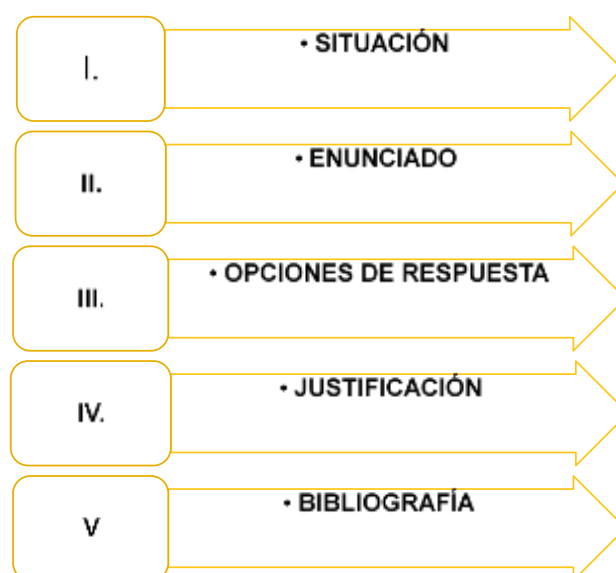 I.
• SITUACIÓN
II.
• ENUNCIADO
III.
• OPCIONES DE RESPUESTA
IV.
• JUSTIFICACIÓN
V
• BIBLIOGRAFÍA